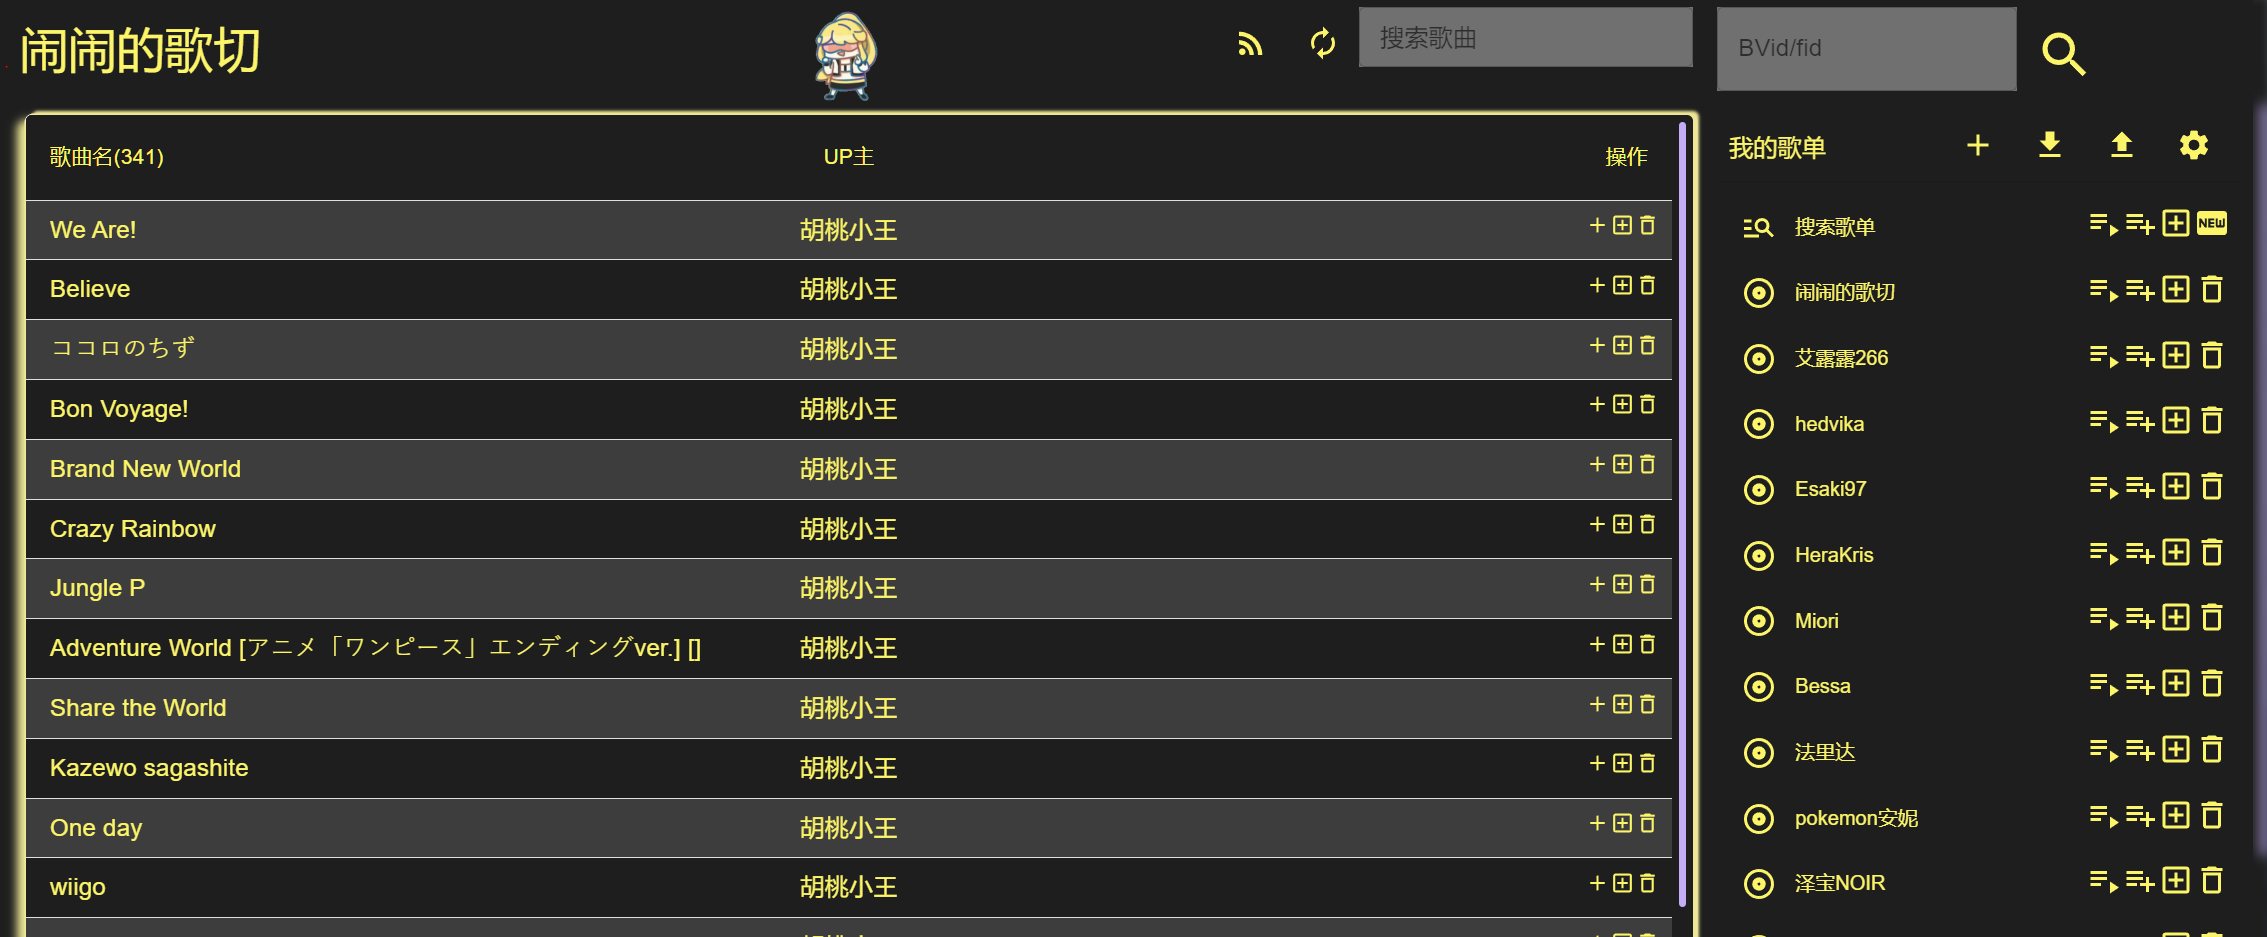 闹闹的歌切
搜索歌曲
BVid/fid
歌曲名(341) UP主 操作
We Are! 胡桃小王
Believe 胡桃小王
ココロのちず 胡桃小王
Bon Voyage! 胡桃小王
Brand New World 胡桃小王
Crazy Rainbow 胡桃小王
Jungle P 胡桃小王
Adventure World [アニメ「ワンピース」エンディングver.] [] 胡桃小王
Share the World 胡桃小王
Kazewo sagashite 胡桃小王
One day 胡桃小王
wiigo 胡桃小王
我的歌单
搜索歌单 NEW
闹闹的歌切
艾露露266
hedvika
Esaki97
HeraKris
Miori
Bessa
法里达
pokemon安妮
泽宝NOIR